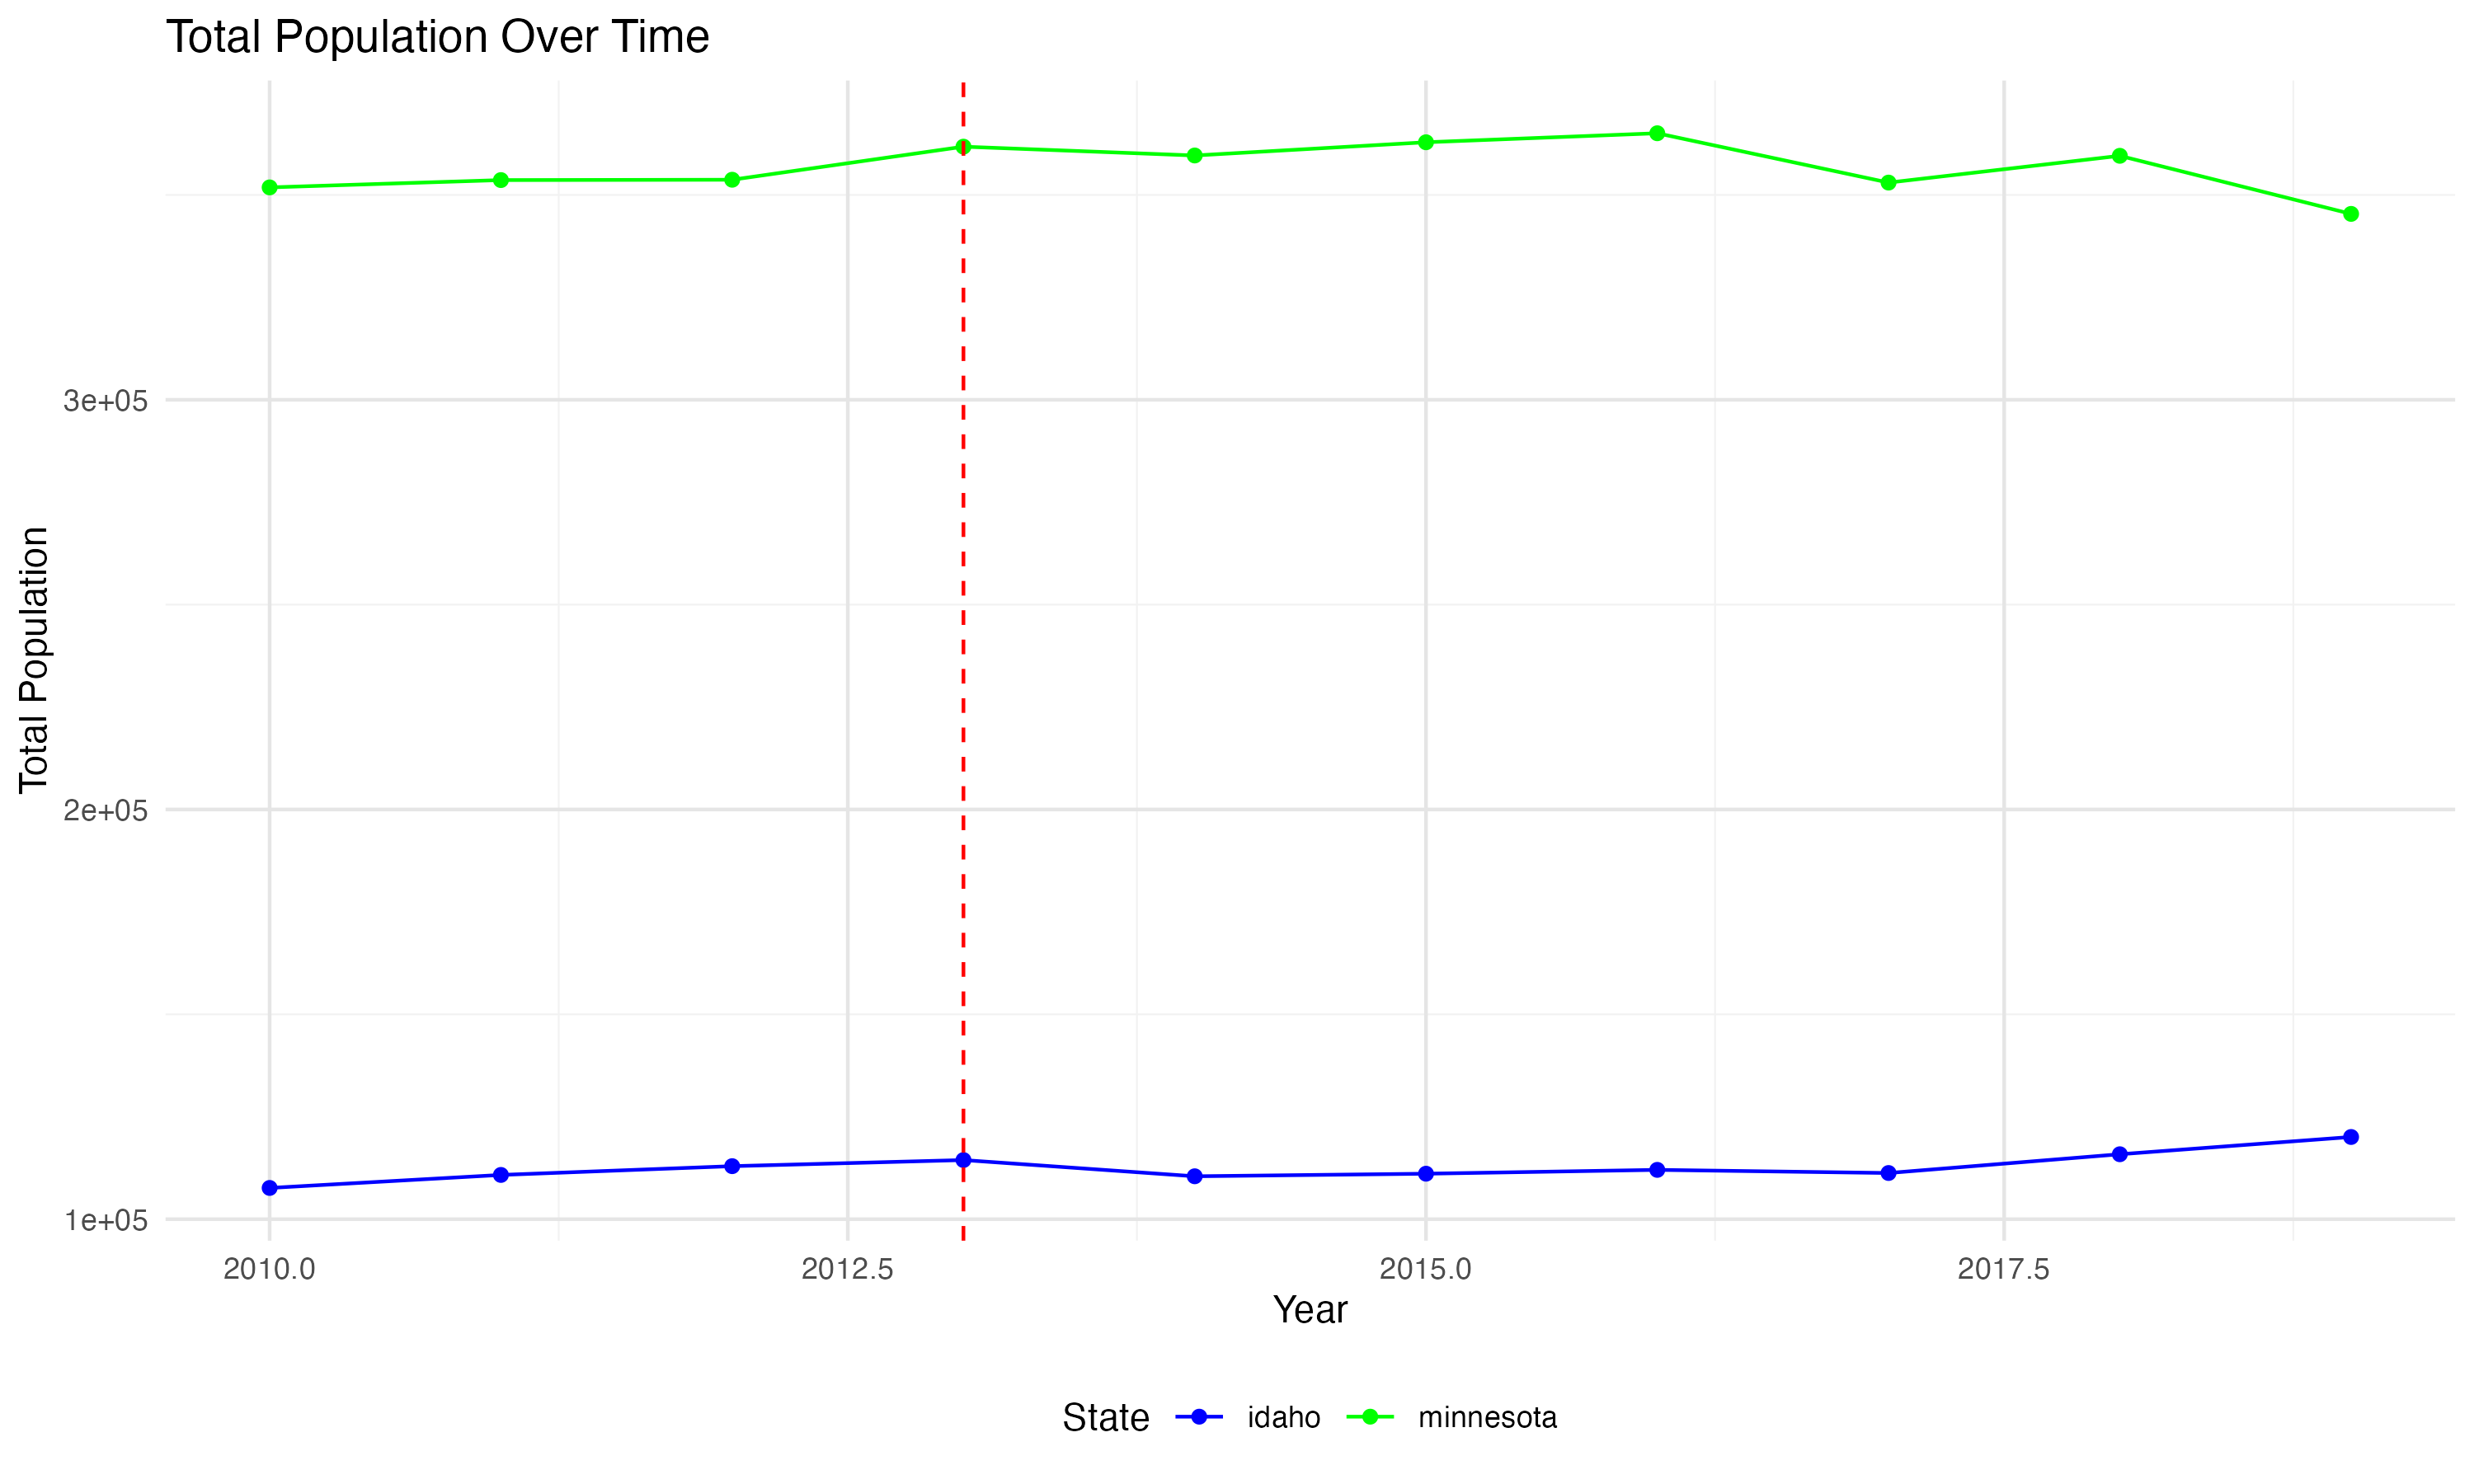 Total Population Over Time
Total Population
3e+05
2e+05
1e+05
2010.0 2012.5 2015.0 2017.5
Year
State idaho minnesota